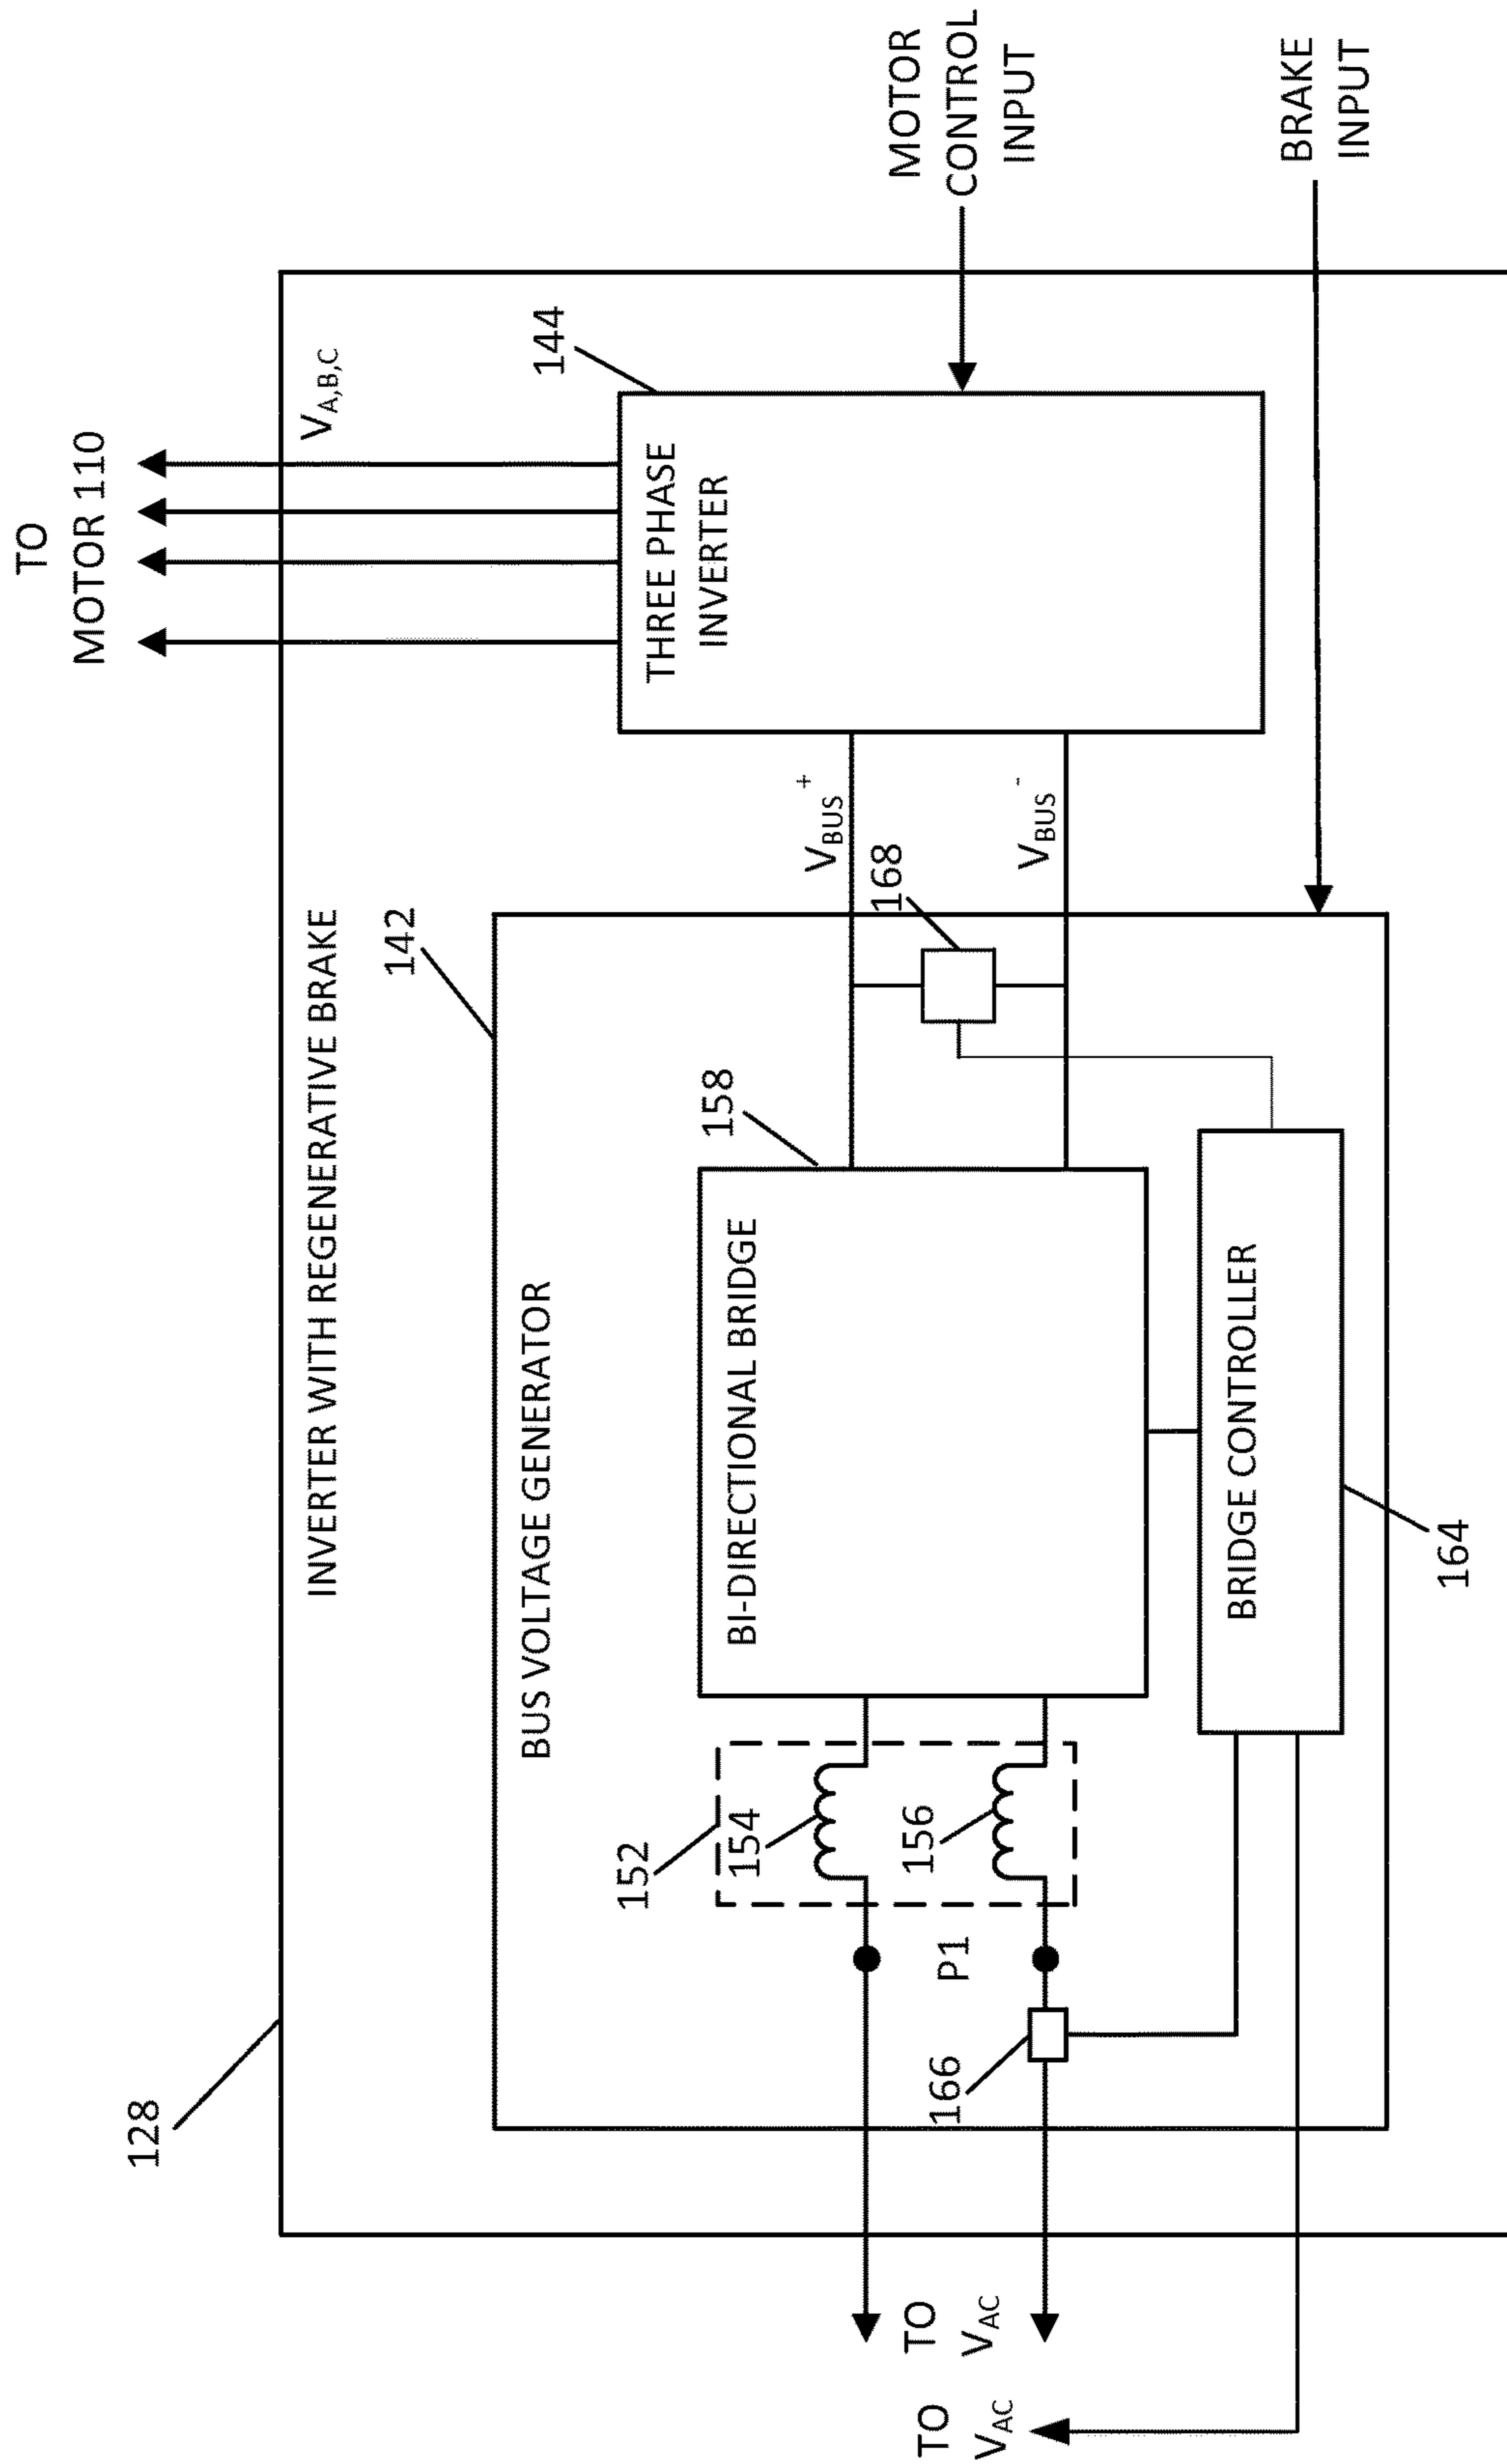 128
INVERTER WITH REGENERATIVE BRAKE
TO
MOTOR 110
V_A,B,C
142
BUS VOLTAGE GENERATOR
144
THREE PHASE
INVERTER
152
154
158
BI-DIRECTIONAL BRIDGE
V_BUS^+
MOTOR
CONTROL
INPUT
TO
V_AC
TO
V_AC
166
P1
156
168
V_BUS^-
BRIDGE CONTROLLER
164
BRAKE
INPUT